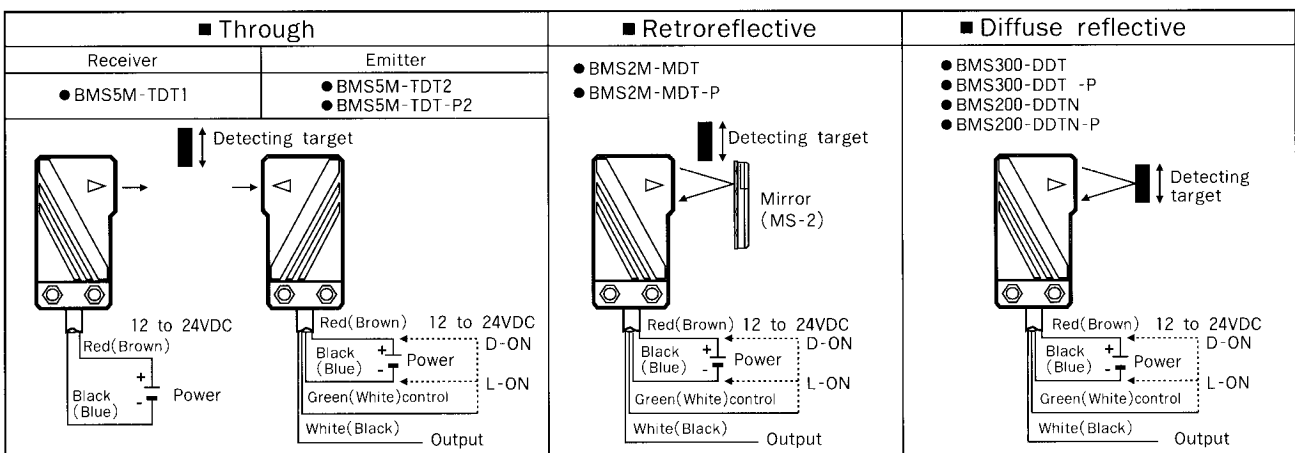 ■ Through
Receiver
Emitter
● BMS5M-TDT1
● BMS5M-TDT2
● BMS5M-TDT-P2
Detecting target
12 to 24VDC
Red(Brown)
+
-
Black
(Blue)
Power
Red(Brown) 12 to 24VDC
D-ON
Black
(Blue)
+
-
Power
L-ON
Green(White)control
White(Black)
Output
■ Retroreflective
● BMS2M-MDT
● BMS2M-MDT-P
Detecting target
Mirror
(MS-2)
Red(Brown) 12 to 24VDC
D-ON
Black
(Blue)
+
-
Power
L-ON
Green(White)control
White(Black)
Output
■ Diffuse reflective
● BMS300-DDT
● BMS300-DDT -P
● BMS200-DDTN
● BMS200-DDTN-P
Detecting
target
Red(Brown) 12 to 24VDC
D-ON
Black
(Blue)
+
-
Power
L-ON
Green(White)control
White(Black)
Output